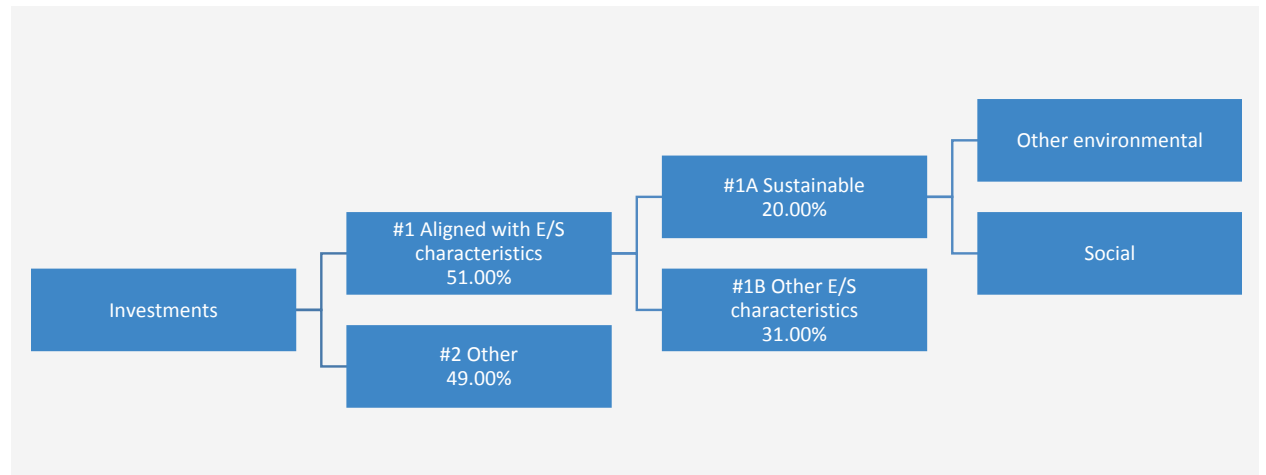 Investments
#1 Aligned with E/S
characteristics
51.00%
#2 Other
49.00%
#1A Sustainable
20.00%
#1B Other E/S
characteristics
31.00%
Other environmental
Social